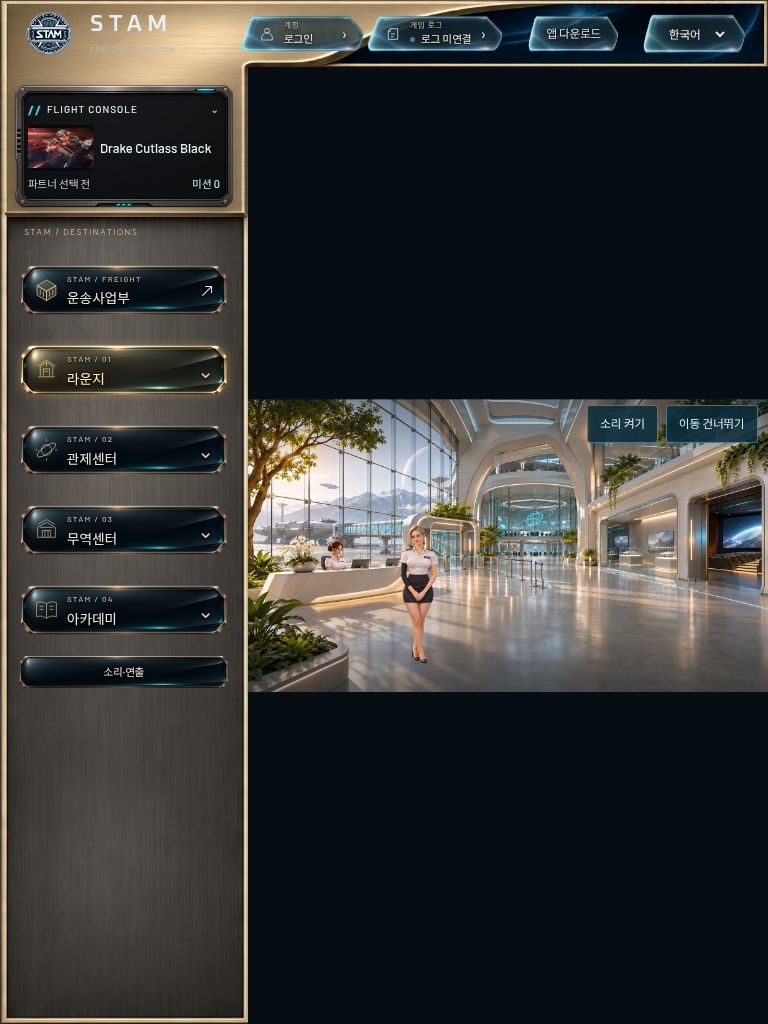 STAM
STAM
FREIGHT DIVISION
계정
로그인
게임 로그
로그 미연결
앱 다운로드
한국어
// FLIGHT CONSOLE
Drake Cutlass Black
파트너 선택 전
미션 0
STAM / DESTINATIONS
STAM / FREIGHT
운송사업부
STAM / 01
라운지
STAM / 02
관제센터
STAM / 03
무역센터
STAM / 04
아카데미
소리·연출
소리 켜기
이동 건너뛰기